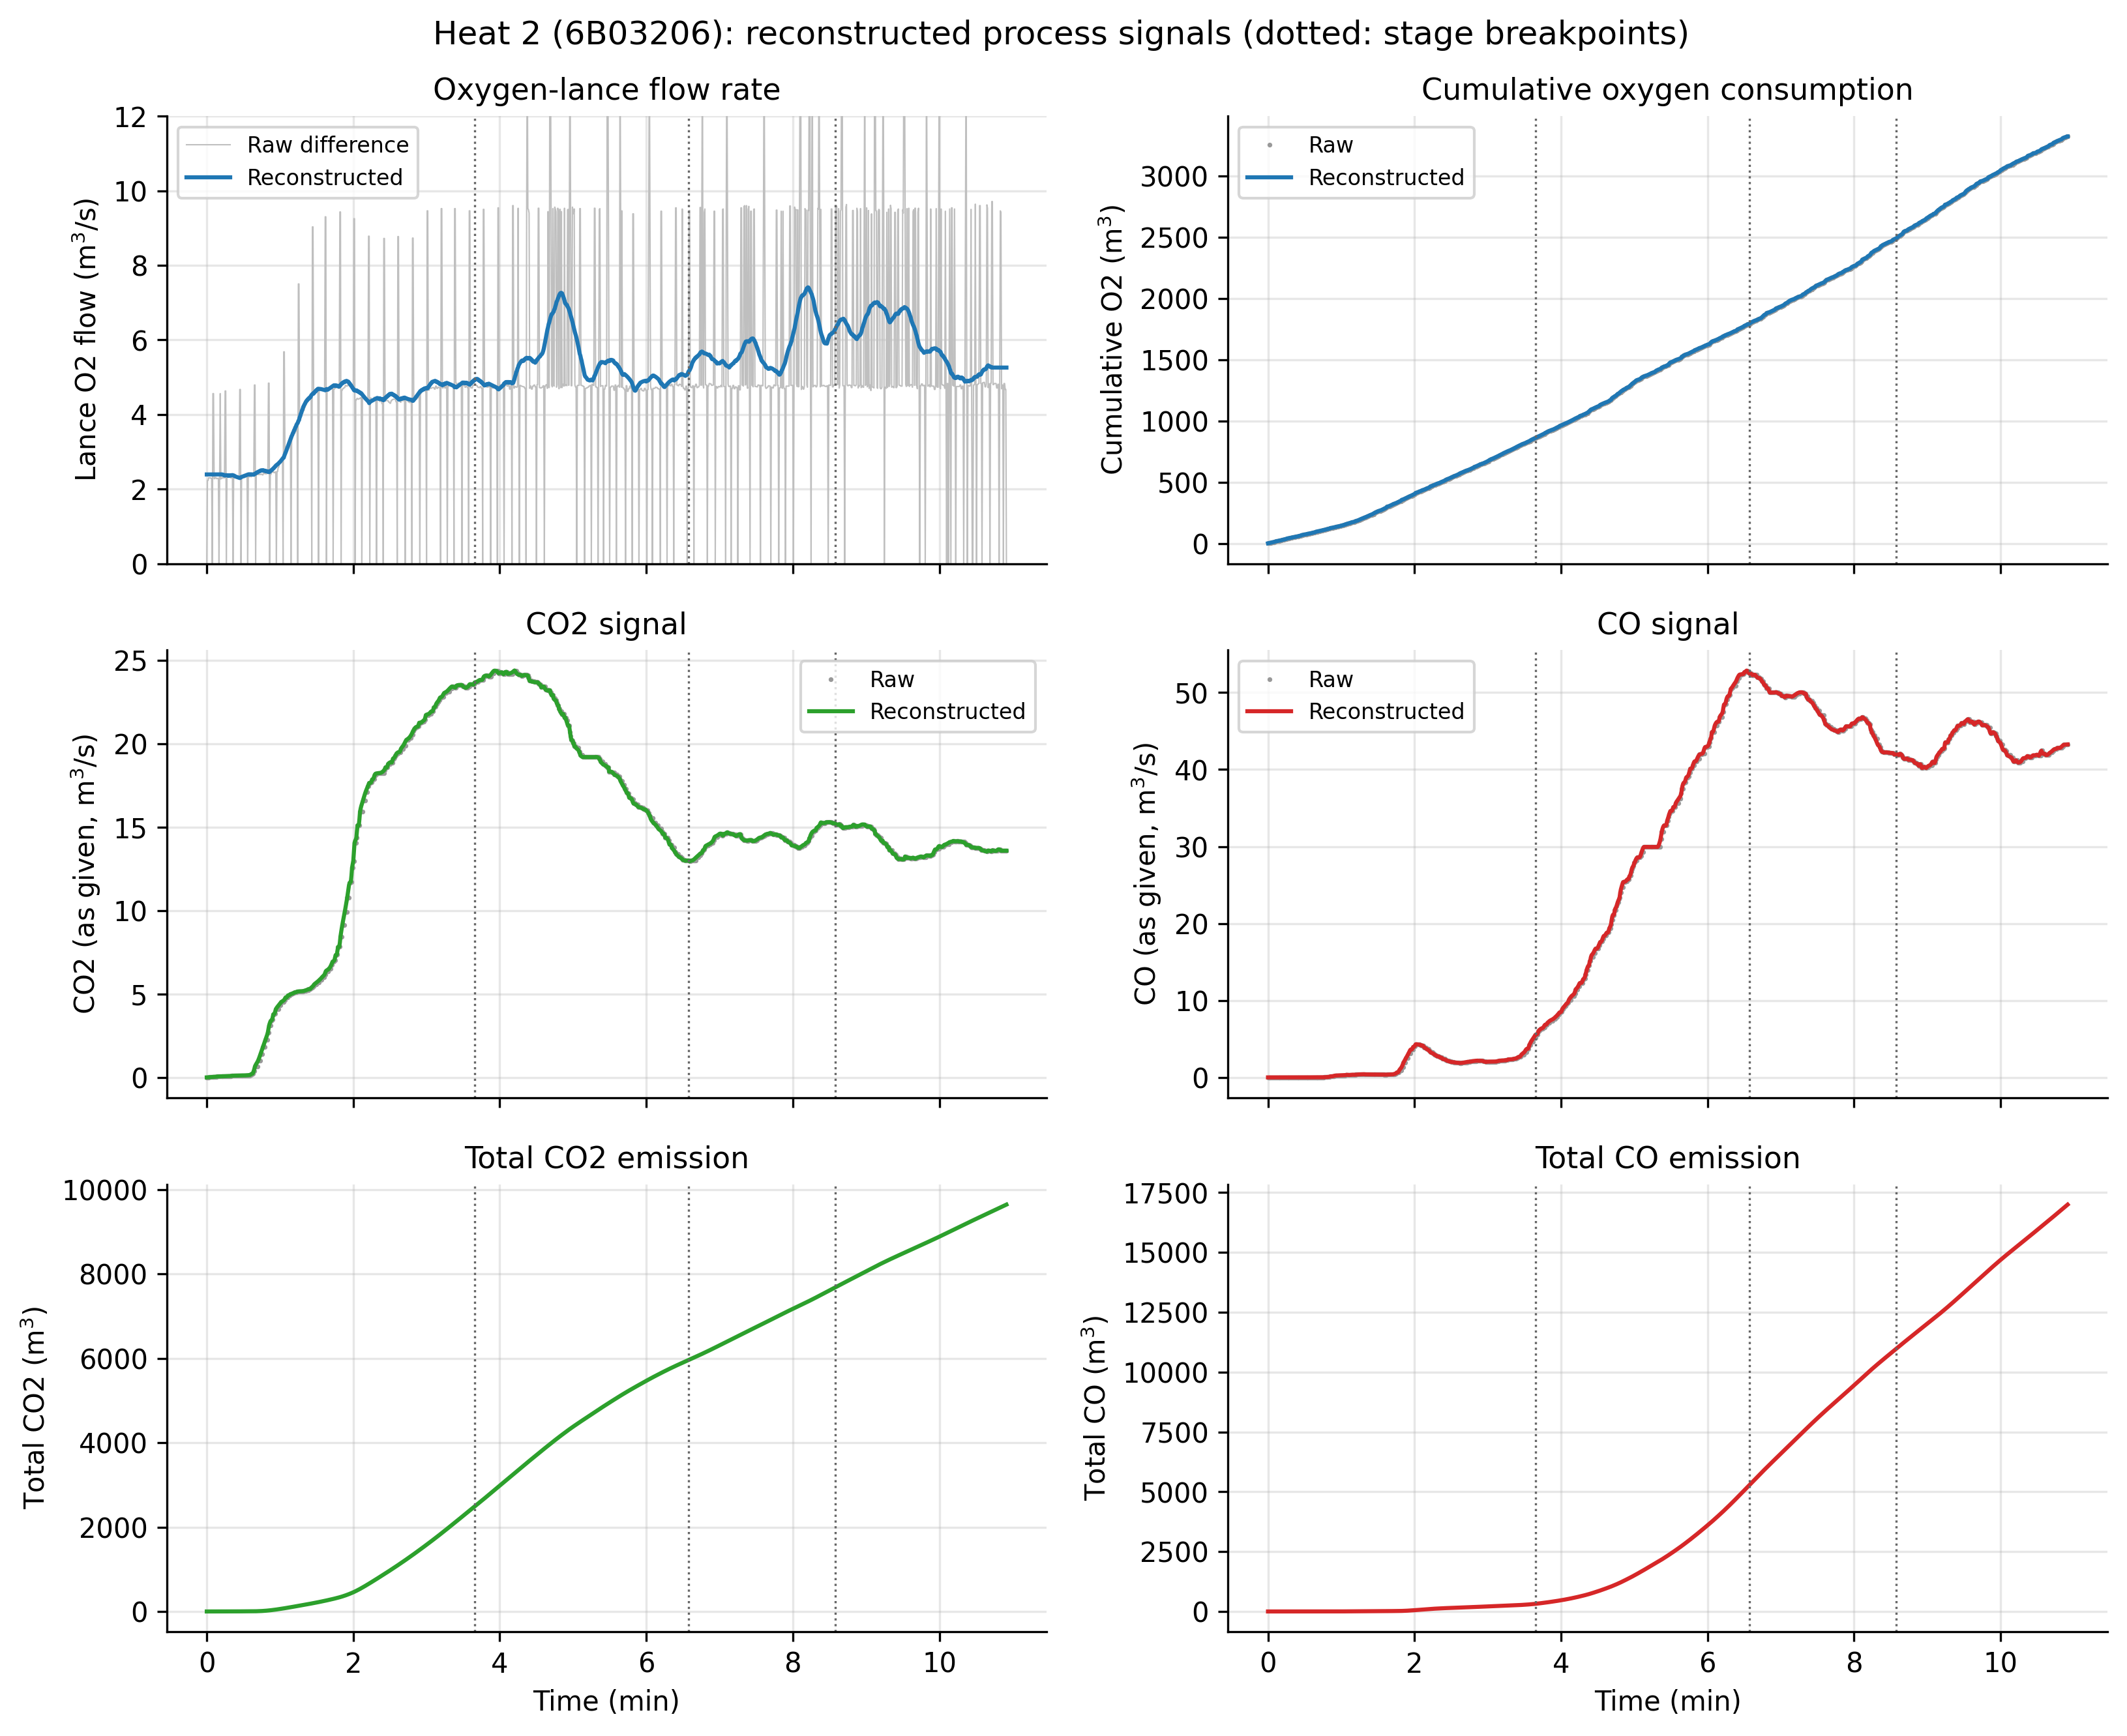 Heat 2 (6B03206): reconstructed process signals (dotted: stage breakpoints)
Oxygen-lance flow rate
Lance O2 flow (m³/s)
12
10
8
6
4
2
0
Raw difference
Reconstructed
Cumulative oxygen consumption
Cumulative O2 (m³)
3000
2500
2000
1500
1000
500
0
Raw
Reconstructed
CO2 signal
CO2 (as given, m³/s)
25
20
15
10
5
0
Raw
Reconstructed
CO signal
CO (as given, m³/s)
50
40
30
20
10
0
Raw
Reconstructed
Total CO2 emission
Total CO2 (m³)
10000
8000
6000
4000
2000
0
0 2 4 6 8 10
Time (min)
Total CO emission
Total CO (m³)
17500
15000
12500
10000
7500
5000
2500
0
0 2 4 6 8 10
Time (min)